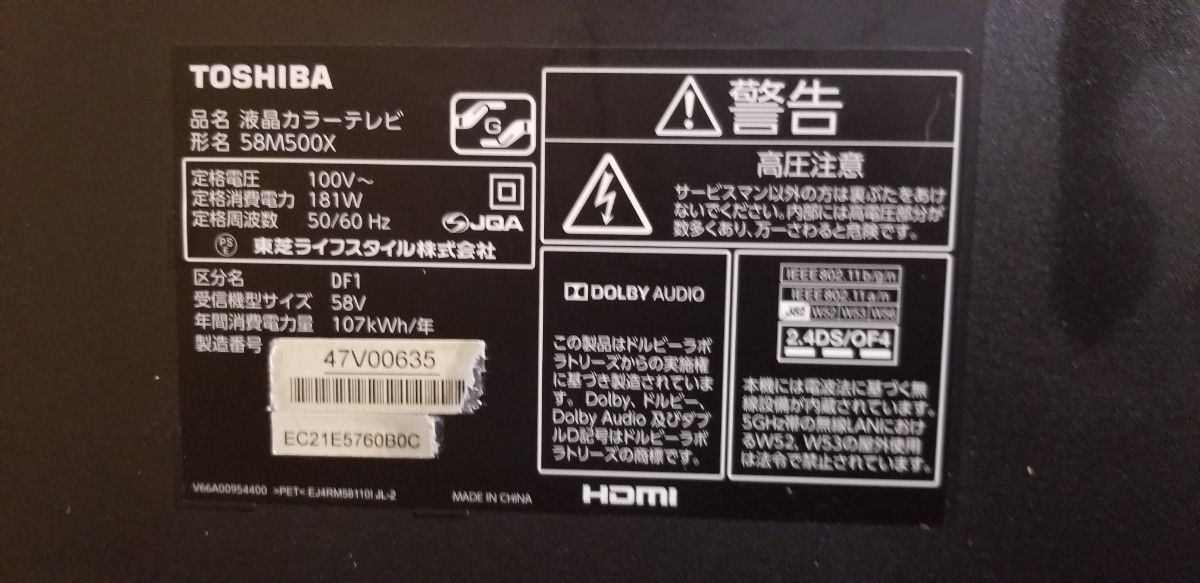 TOSHIBA
品名 液晶カラーテレビ
形名 58M500X
G
定格電圧 100V～
定格消費電力 181W
定格周波数 50/60 Hz
JQA
PS
E
東芝ライフスタイル株式会社
区分名 DF1
受信機型サイズ 58V
年間消費電力量 107kWh/年
製造番号
47V00635
EC21E5760B0C
V66A00954400 >PET< EJ4RM58110I JL-2
MADE IN CHINA
警告
高圧注意
サービスマン以外の方は裏ぶたをあけ
ないでください。内部には高電圧部分が
数多くあり、万一さわると危険です。
DOLBY AUDIO
この製品はドルビーラボ
ラトリーズからの実施権
に基づき製造されていま
す。Dolby、ドルビー、
Dolby Audio 及びダブ
ルD記号はドルビーラボ
ラトリーズの商標です。
IEEE 802.11b/g/n
IEEE 802.11a/n
J52 W52 W53 W56
2.4DS/OF4
本機には電波法に基づく無
線設備が内蔵されています。
5GHz帯の無線LANにおけ
るW52、W53の屋外使用
は法令で禁止されています。
HDMI